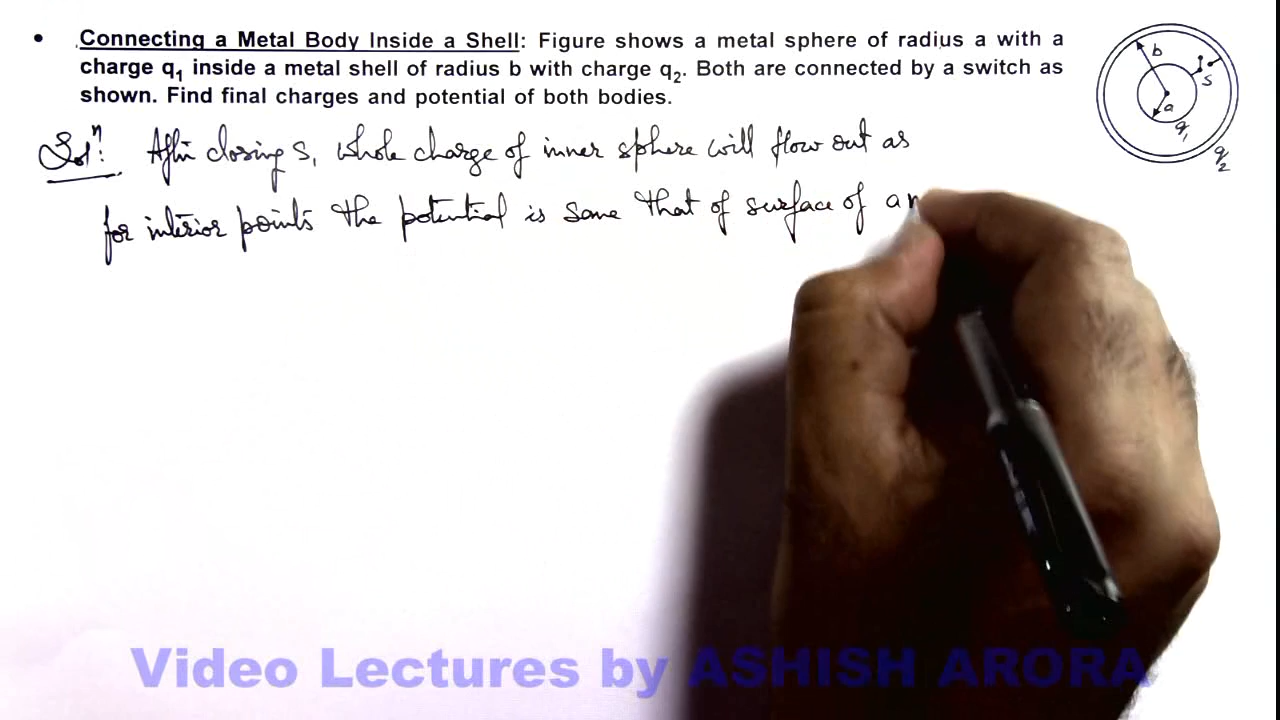 • Connecting a Metal Body Inside a Shell: Figure shows a metal sphere of radius a with a
charge q₁ inside a metal shell of radius b with charge q₂. Both are connected by a switch as
shown. Find final charges and potential of both bodies.
b
S
a
q₁
q₂
Solⁿ: After closing S, whole charge of inner sphere will flow out as
for interior points the potential is same that of surface of a m
Video Lectures by ASHISH ARORA